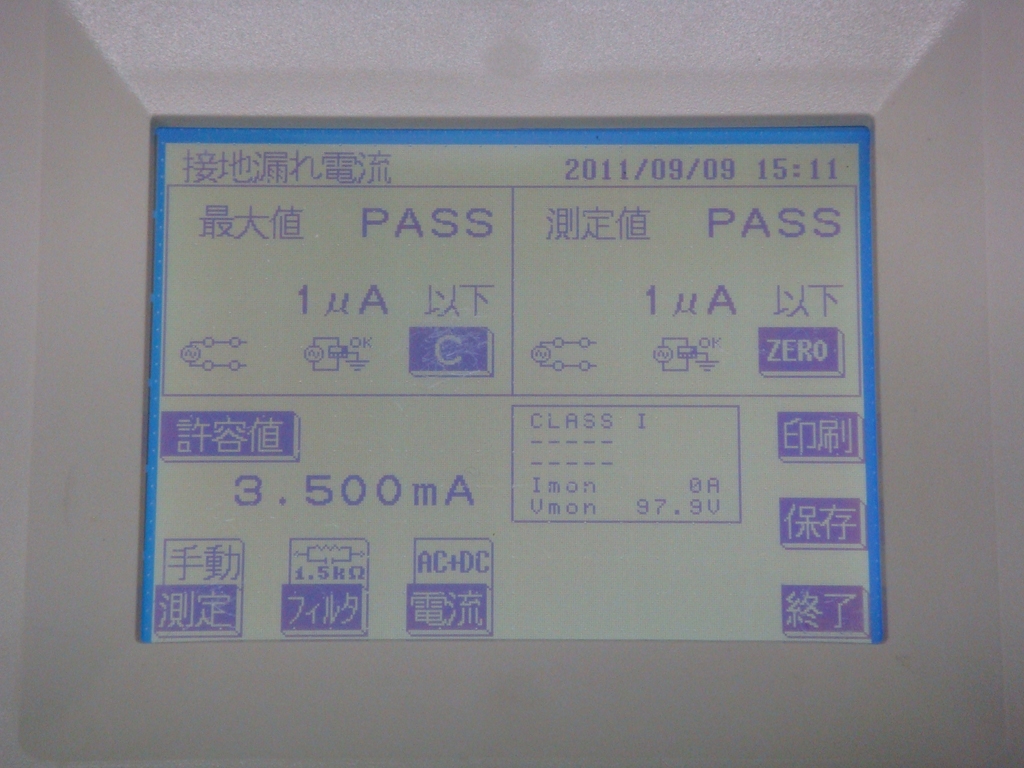 接地漏れ電流 2011/09/09 15:11
最大値 PASS 測定値 PASS
1μA 以下 1μA 以下
OK C OK ZERO
許容値 CLASS I 印刷
-----
-----
3.500mA Imon 0A
Vmon 97.9V 保存
手動 1.5kΩ AC+DC
測定 フィルタ 電流 終了